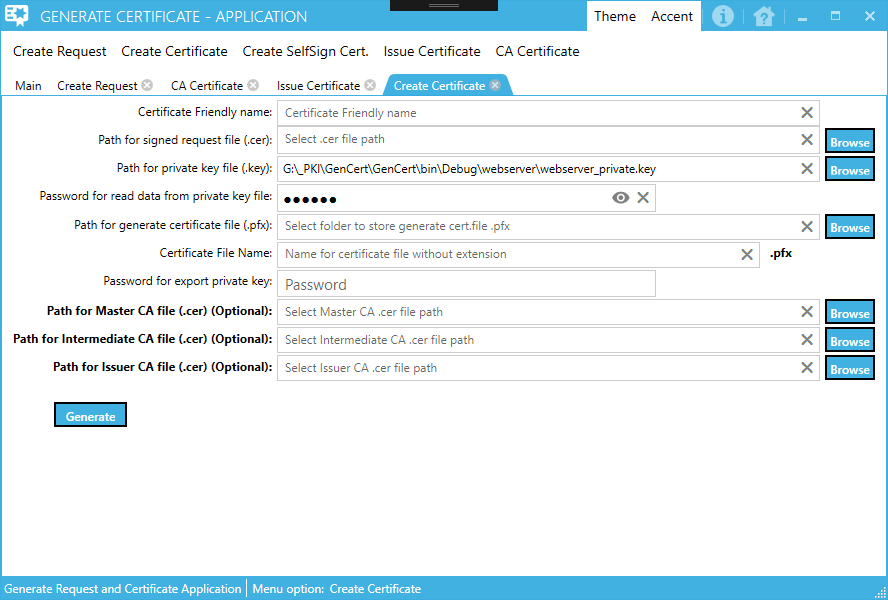 GENERATE CERTIFICATE - APPLICATION Theme Accent
Create Request Create Certificate Create SelfSign Cert. Issue Certificate CA Certificate
Main Create Request CA Certificate Issue Certificate Create Certificate
Certificate Friendly name: Certificate Friendly name
Path for signed request file (.cer): Select .cer file path Browse
Path for private key file (.key): G:\_PKI\GenCert\GenCert\bin\Debug\webserver\webserver_private.key Browse
Password for read data from private key file: ●●●●●●
Path for generate certificate file (.pfx): Select folder to store generate cert.file .pfx Browse
Certificate File Name: Name for certificate file without extension .pfx
Password for export private key: Password
Path for Master CA file (.cer) (Optional): Select Master CA .cer file path Browse
Path for Intermediate CA file (.cer) (Optional): Select Intermediate CA .cer file path Browse
Path for Issuer CA file (.cer) (Optional): Select Issuer CA .cer file path Browse
Generate
Generate Request and Certificate Application Menu option: Create Certificate